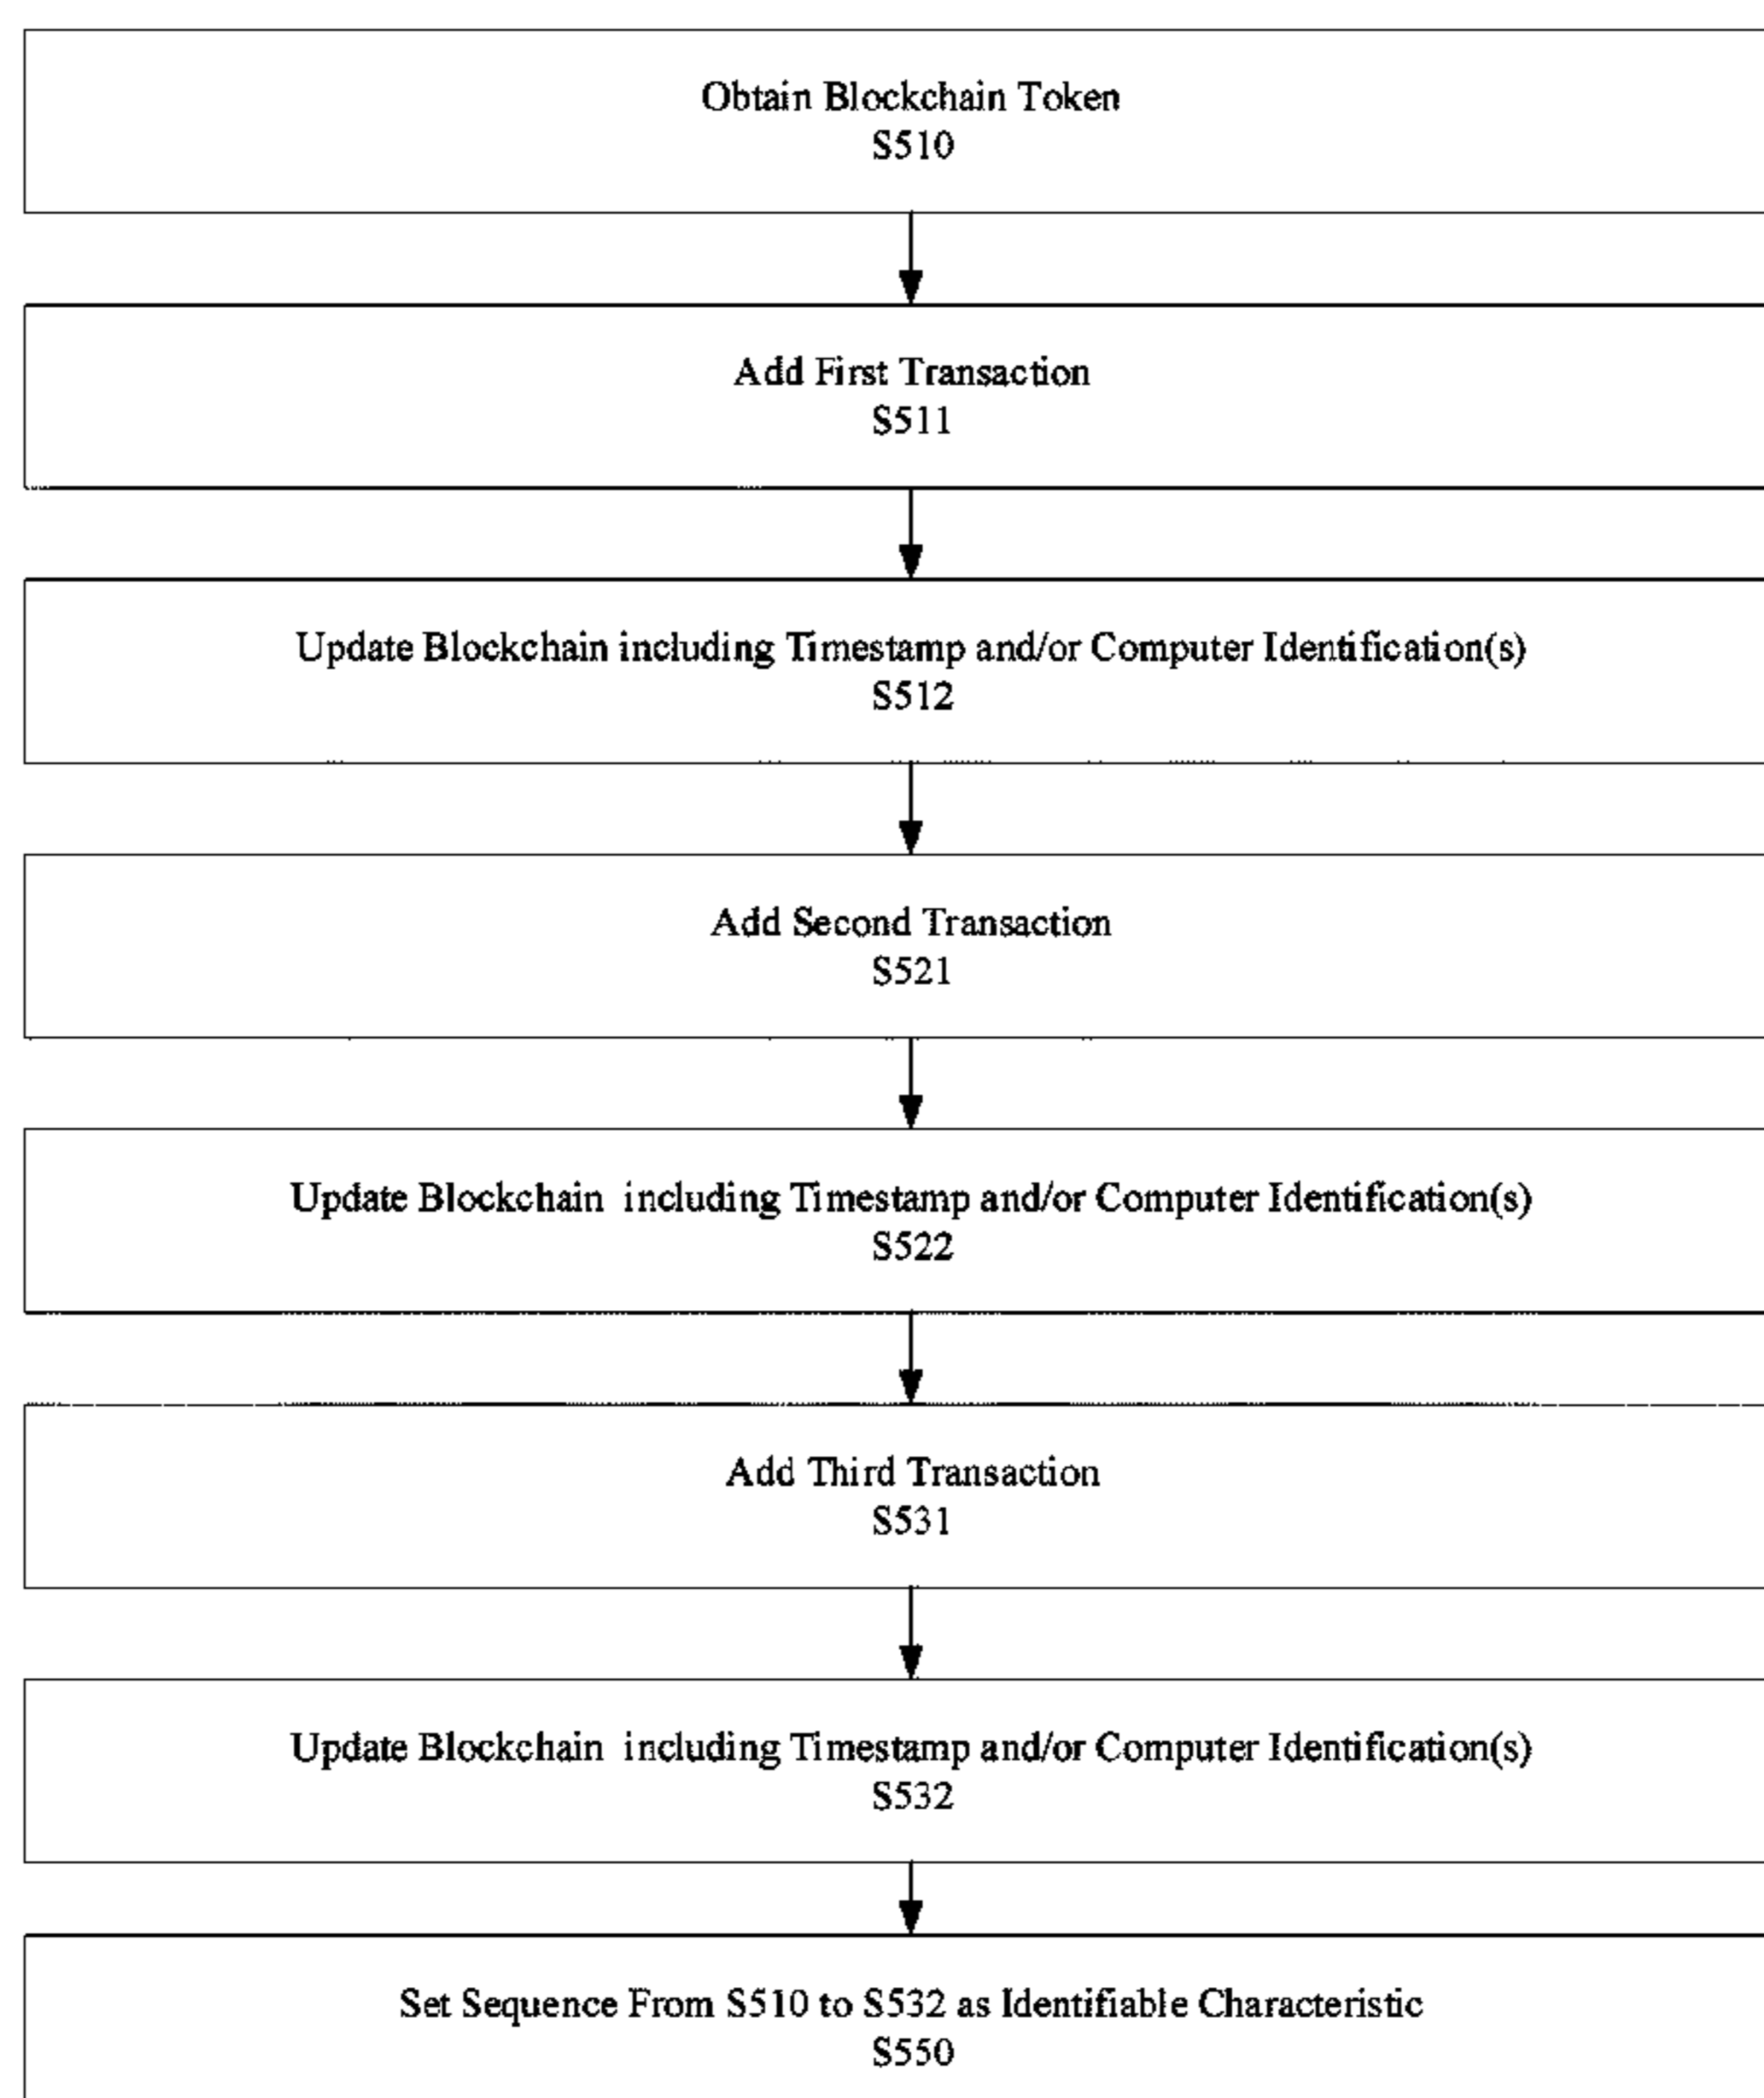 Obtain Blockchain Token
S510
Add First Transaction
S511
Update Blockchain including Timestamp and/or Computer Identification(s)
S512
Add Second Transaction
S521
Update Blockchain including Timestamp and/or Computer Identification(s)
S522
Add Third Transaction
S531
Update Blockchain including Timestamp and/or Computer Identification(s)
S532
Set Sequence From S510 to S532 as Identifiable Characteristic
S550